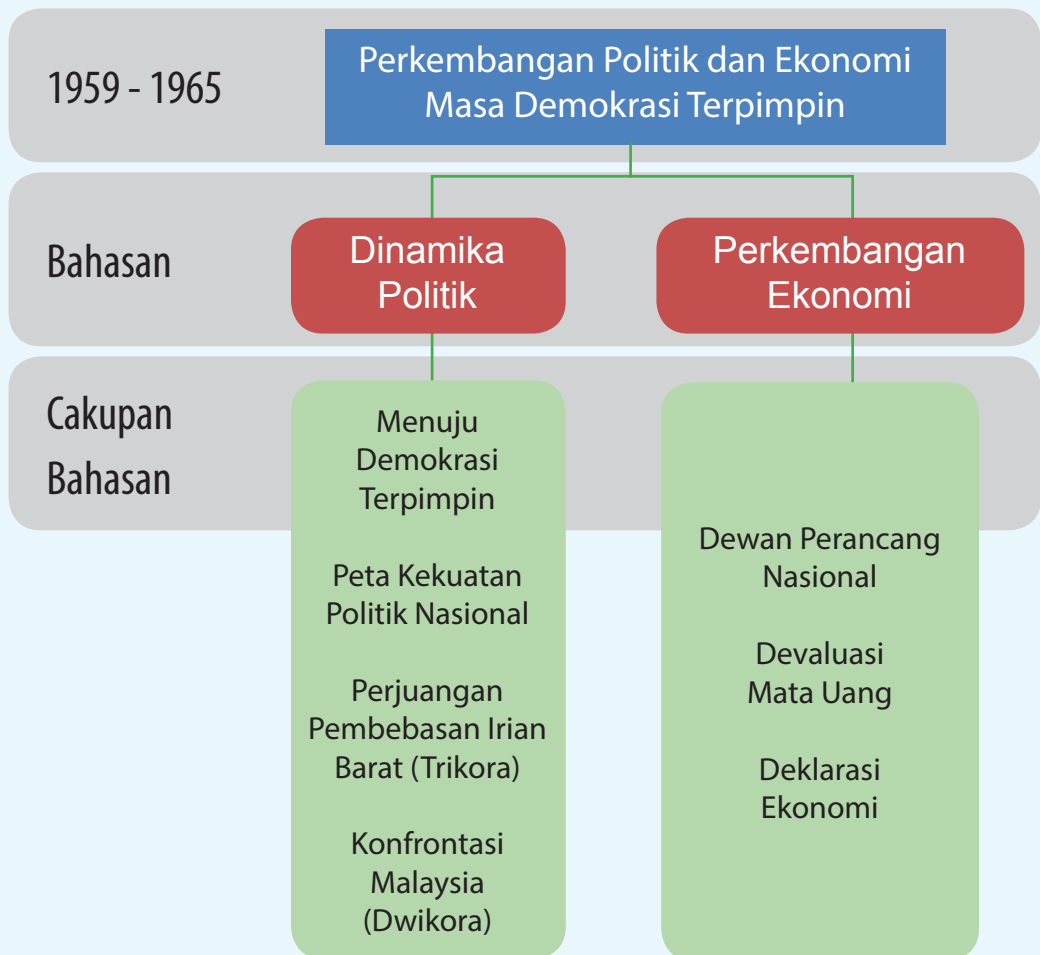 1959 - 1965
Perkembangan Politik dan Ekonomi
Masa Demokrasi Terpimpin
Bahasan
Dinamika
Politik
Perkembangan
Ekonomi
Cakupan
Bahasan
Menuju
Demokrasi
Terpimpin
Peta Kekuatan
Politik Nasional
Perjuangan
Pembebasan Irian
Barat (Trikora)
Konfrontasi
Malaysia
(Dwikora)
Dewan Perancang
Nasional
Devaluasi
Mata Uang
Deklarasi
Ekonomi